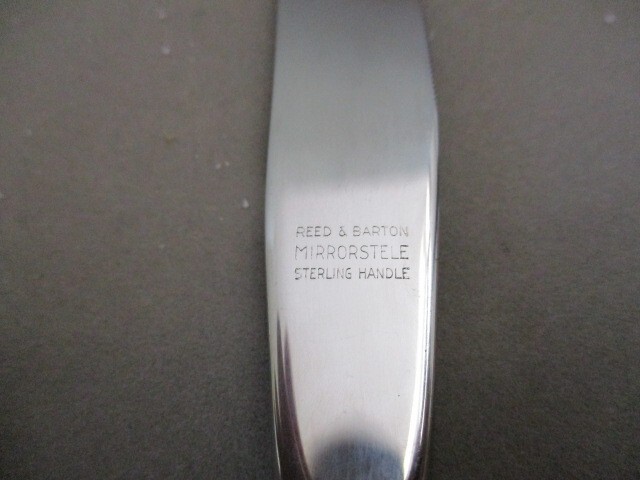 REED & BARTON
MIRRORSTELE
STERLING HANDLE